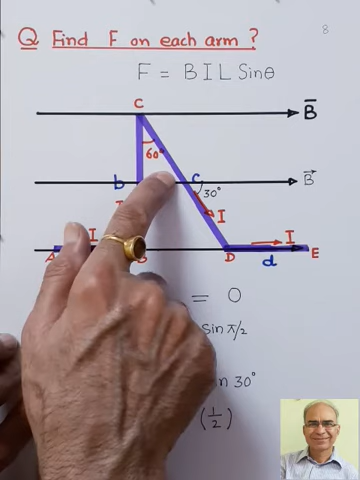 Q Find F on each arm ?
8
F = B I L Sinθ
C
B̅
60°
b
c
B⃗
30°
I
I
I
A
B
D
d
E
= 0
sin π/2
n 30°
(1/2)